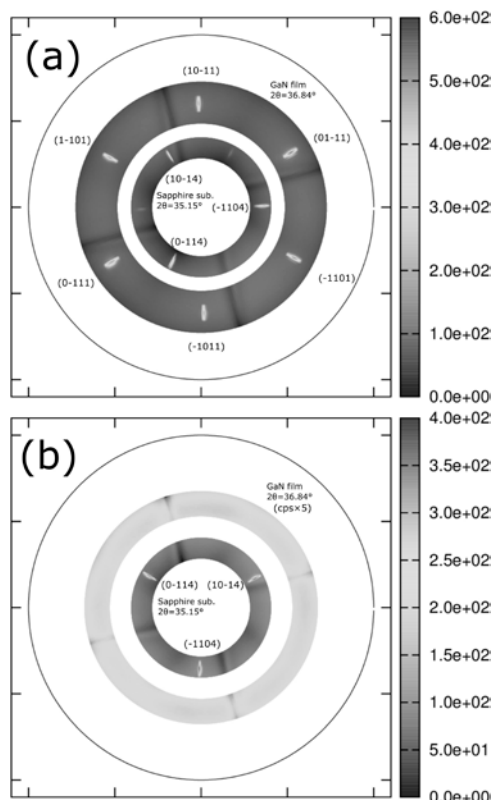 (a)
(10-11)
GaN film
2θ=36.84°
(1-101)
(01-11)
(10-14)
Sapphire sub.
2θ=35.15°
(-1104)
(0-114)
(0-111)
(-1101)
(-1011)
6.0e+02
5.0e+02
4.0e+02
3.0e+02
2.0e+02
1.0e+02
0.0e+00
(b)
GaN film
2θ=36.84°
(cps×5)
(0-114)
(10-14)
Sapphire sub.
2θ=35.15°
(-1104)
4.0e+02
3.5e+02
3.0e+02
2.5e+02
2.0e+02
1.5e+02
1.0e+02
5.0e+01
0.0e+00